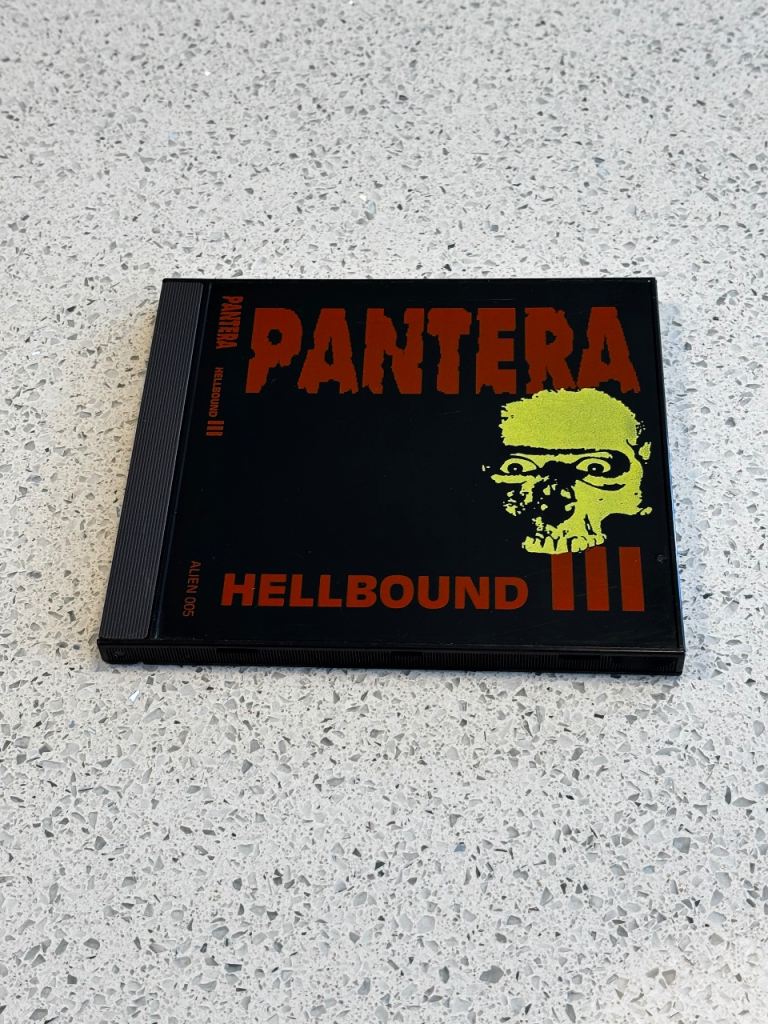 PANTERA
HELLBOUND III
PANTERA HELLBOUND III ALIEN 005